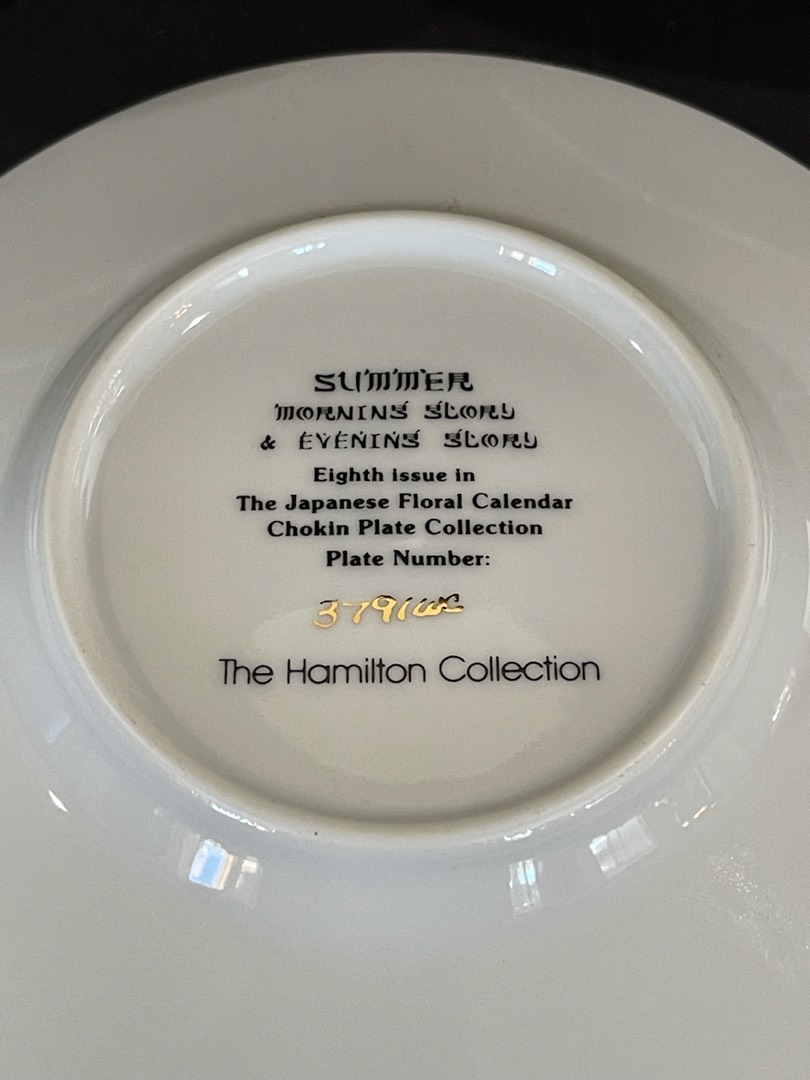 SUMMER
MORNING GLORY
& EVENING GLORY
Eighth issue in
The Japanese Floral Calendar
Chokin Plate Collection
Plate Number:
3791WC
The Hamilton Collection